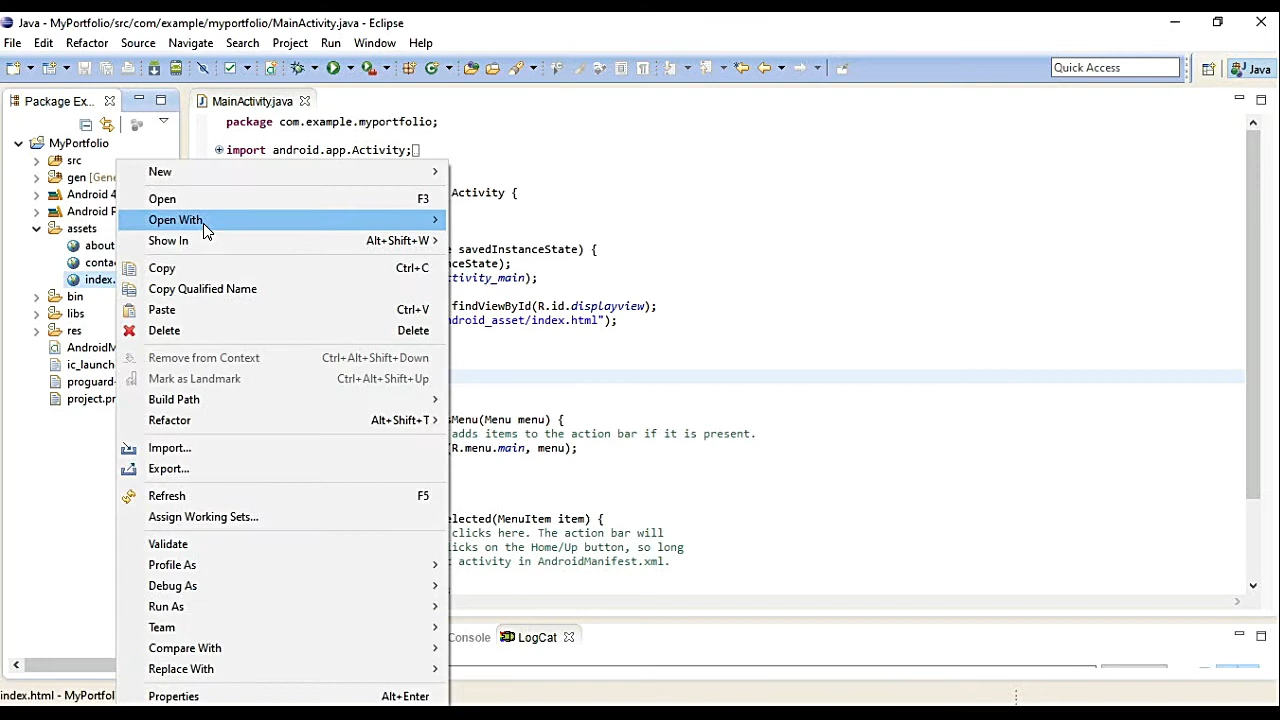 Java - MyPortfolio/src/com/example/myportfolio/MainActivity.java - Eclipse
File Edit Refactor Source Navigate Search Project Run Window Help
Quick Access
Java
Package Ex...
MainActivity.java
package com.example.myportfolio;
import android.app.Activity;
MyPortfolio
src
gen [Gene
Android 4
Android P
assets
about
conta
index.
bin
libs
res
AndroidM
ic_launch
proguard-
project.pr
New
Open F3
Open With
Show In Alt+Shift+W
Copy Ctrl+C
Copy Qualified Name
Paste Ctrl+V
Delete Delete
Remove from Context Ctrl+Alt+Shift+Down
Mark as Landmark Ctrl+Alt+Shift+Up
Build Path
Refactor Alt+Shift+T
Import...
Export...
Refresh F5
Assign Working Sets...
Validate
Profile As
Debug As
Run As
Team
Compare With
Replace With
Properties Alt+Enter
Activity {
e savedInstanceState) {
nceState);
ctivity_main);
findViewById(R.id.displayview);
ndroid_asset/index.html");
sMenu(Menu menu) {
adds items to the action bar if it is present.
(R.menu.main, menu);
elected(MenuItem item) {
clicks here. The action bar will
licks on the Home/Up button, so long
t activity in AndroidManifest.xml.
Console LogCat
index.html - MyPortfol